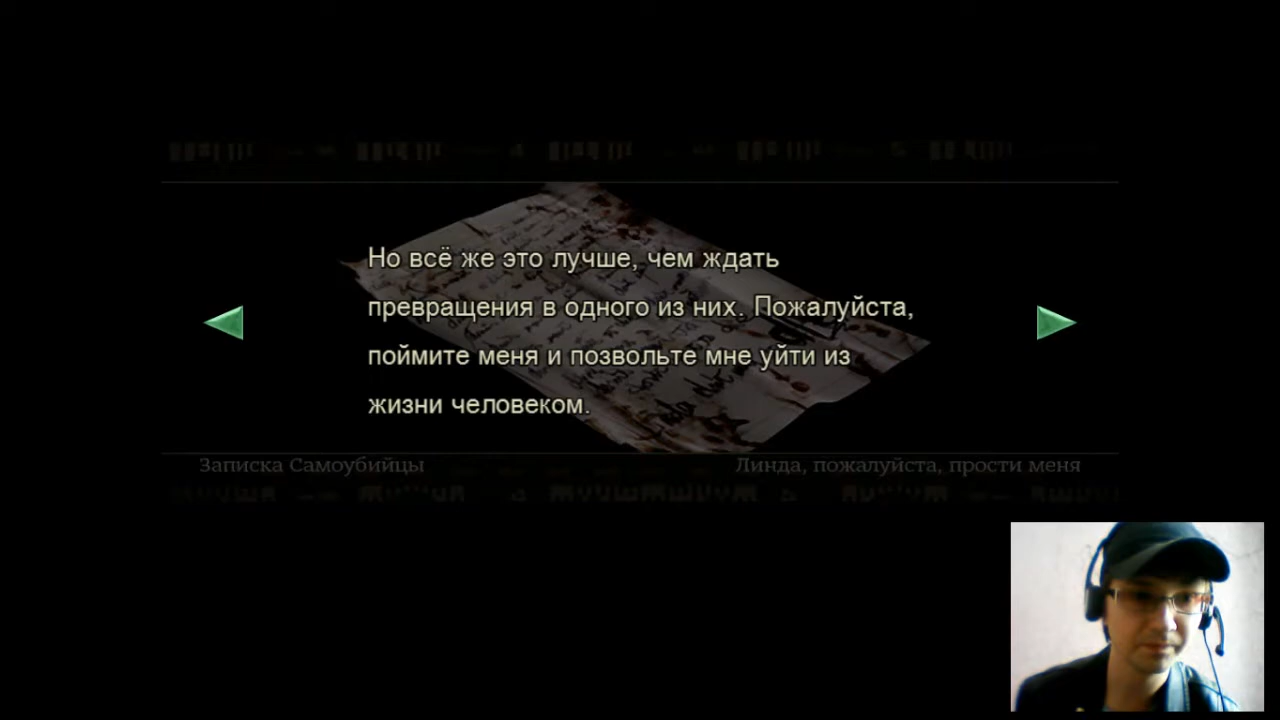 Но всё же это лучше, чем ждать
превращения в одного из них. Пожалуйста,
поймите меня и позвольте мне уйти из
жизни человеком.
Записка Самоубийцы
Линда, пожалуйста, прости меня